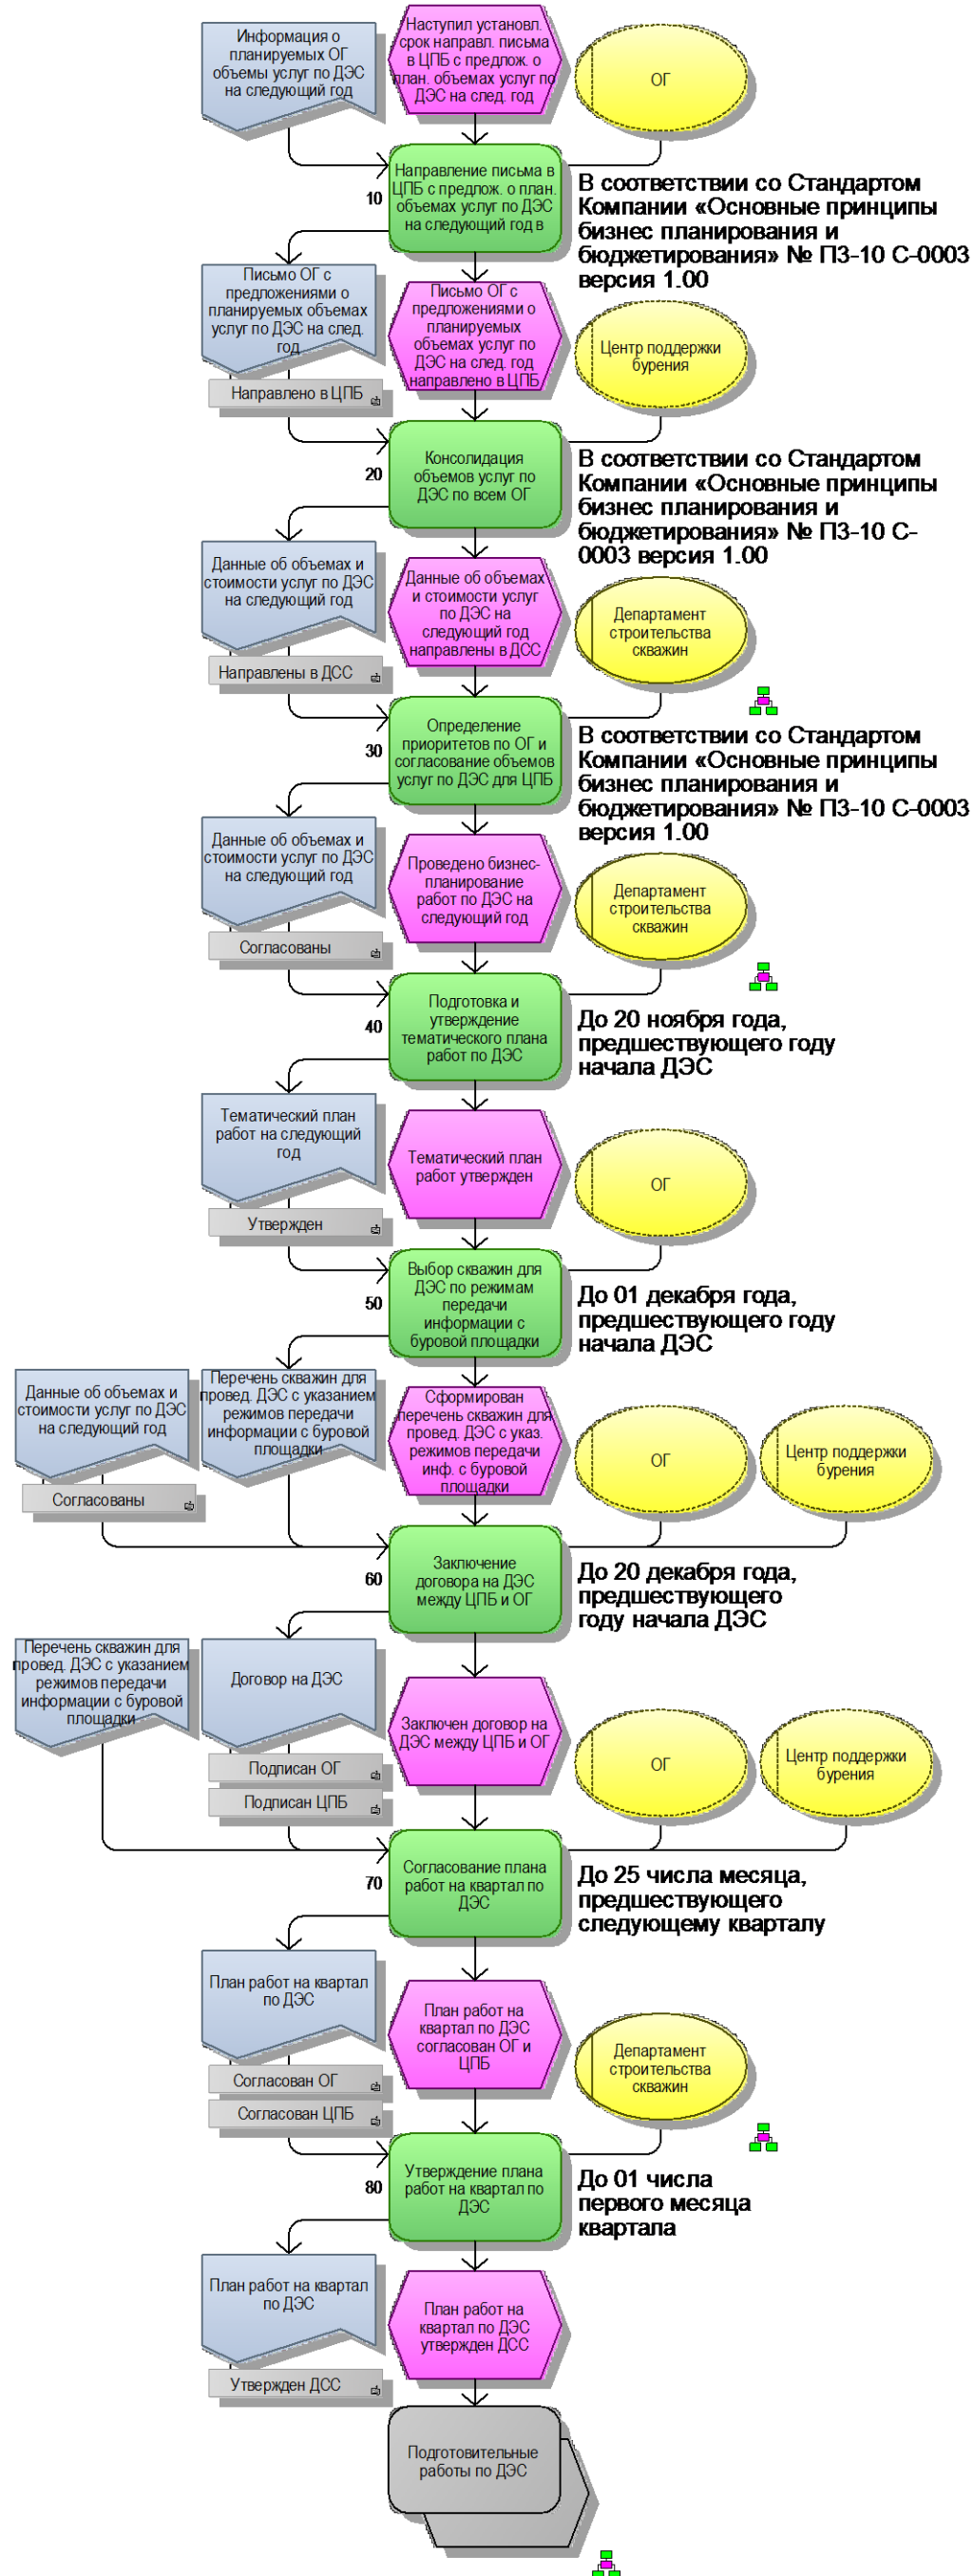 Информация о
планируемых ОГ
объемы услуг по ДЭС
на следующий год
Наступил установл.
срок направл. письма
в ЦПБ с предлож. о
план. объемах услуг по
ДЭС на след. год
ОГ
10
Направление письма в
ЦПБ с предлож. о план.
объемах услуг по ДЭС
на следующий год в
В соответствии со Стандартом
Компании «Основные принципы
бизнес планирования и
бюджетирования» № П3-10 С-0003
версия 1.00
Письмо ОГ с
предложениями о
планируемых объемах
услуг по ДЭС на след.
год
Направлено в ЦПБ
Письмо ОГ с
предложениями о
планируемых
объемах услуг по
ДЭС на след. год
направлено в ЦПБ
Центр поддержки
бурения
20
Консолидация
объемов услуг по
ДЭС по всем ОГ
В соответствии со Стандартом
Компании «Основные принципы
бизнес планирования и
бюджетирования» № П3-10 С-
0003 версия 1.00
Данные об объемах и
стоимости услуг по ДЭС
на следующий год
Направлены в ДСС
Данные об объемах
и стоимости услуг
по ДЭС на
следующий год
направлены в ДСС
Департамент
строительства
скважин
30
Определение
приоритетов по ОГ и
согласование объемов
услуг по ДЭС для ЦПБ
В соответствии со Стандартом
Компании «Основные принципы
бизнес планирования и
бюджетирования» № П3-10 С-0003
версия 1.00
Данные об объемах и
стоимости услуг по ДЭС
на следующий год
Согласованы
Проведено бизнес-
планирование
работ по ДЭС на
следующий год
Департамент
строительства
скважин
40
Подготовка и
утверждение
тематического плана
работ по ДЭС
До 20 ноября года,
предшествующего году
начала ДЭС
Тематический план
работ на следующий
год
Утвержден
Тематический план
работ утвержден
ОГ
50
Выбор скважин для
ДЭС по режимам
передачи
информации с
буровой площадки
До 01 декабря года,
предшествующего году
начала ДЭС
Данные об объемах и
стоимости услуг по ДЭС
на следующий год
Согласованы
Перечень скважин для
провед. ДЭС с указанием
режимов передачи
информации с буровой
площадки
Сформирован
перечень скважин для
провед. ДЭС с указ.
режимов передачи
инф. с буровой
площадки
ОГ
Центр поддержки
бурения
60
Заключение
договора на ДЭС
между ЦПБ и ОГ
До 20 декабря года,
предшествующего
году начала ДЭС
Перечень скважин для
провед. ДЭС с указанием
режимов передачи
информации с буровой
площадки
Договор на ДЭС
Подписан ОГ
Подписан ЦПБ
Заключен договор на
ДЭС между ЦПБ и ОГ
ОГ
Центр поддержки
бурения
70
Согласование плана
работ на квартал по
ДЭС
До 25 числа месяца,
предшествующего
следующему кварталу
План работ на квартал
по ДЭС
Согласован ОГ
Согласован ЦПБ
План работ на
квартал по ДЭС
согласован ОГ и
ЦПБ
Департамент
строительства
скважин
80
Утверждение плана
работ на квартал по
ДЭС
До 01 числа
первого месяца
квартала
План работ на квартал
по ДЭС
Утвержден ДСС
План работ на
квартал по ДЭС
утвержден ДСС
Подготовительные
работы по ДЭС